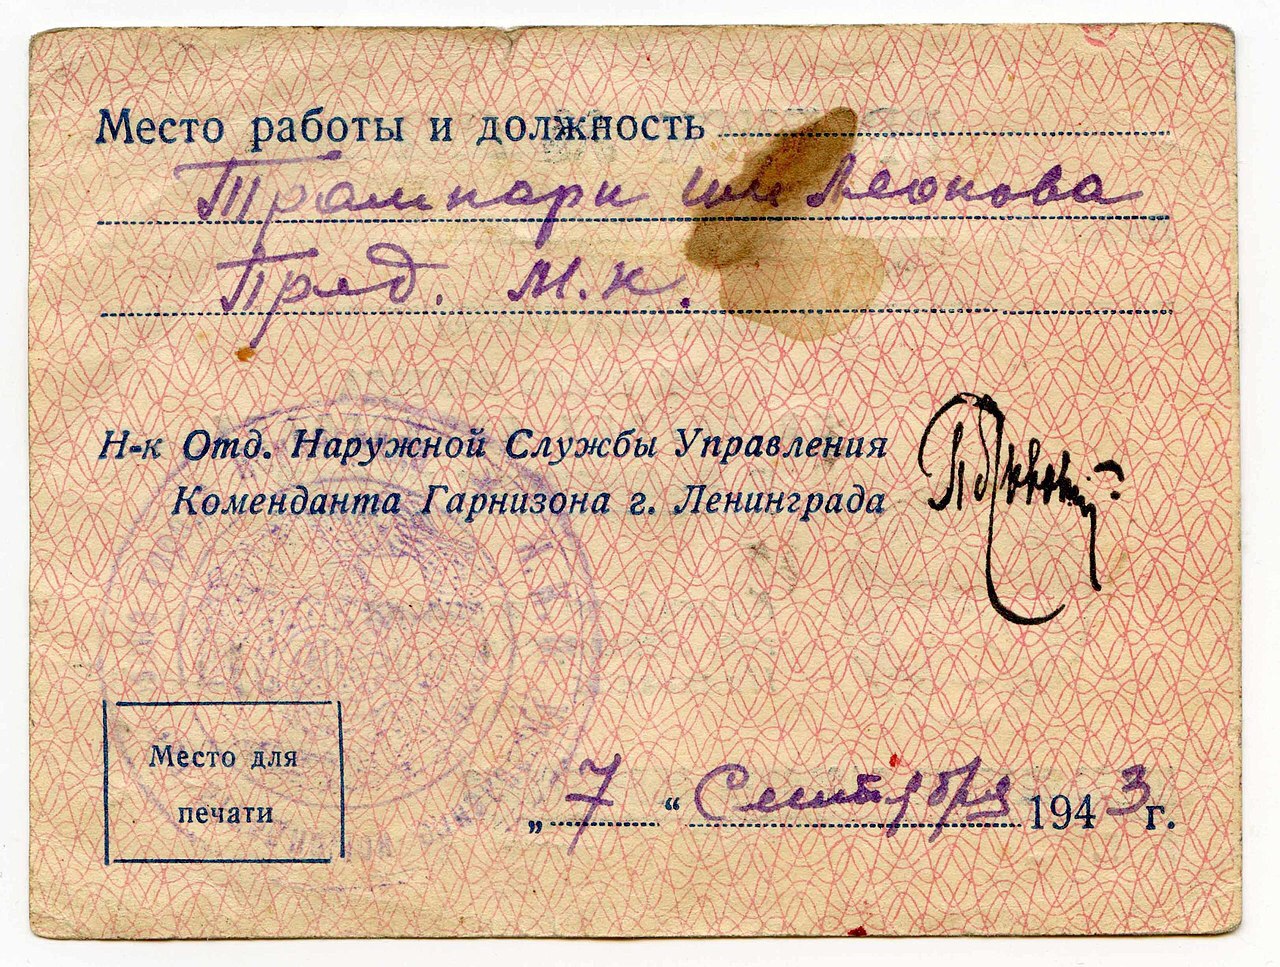 Место работы и должность
Трампарк им Леонова
Пред. М.К.
Н-к Отд. Наружной Службы Управления
Коменданта Гарнизона г. Ленинграда
Место для
печати
„7“ Сентября 1943 г.